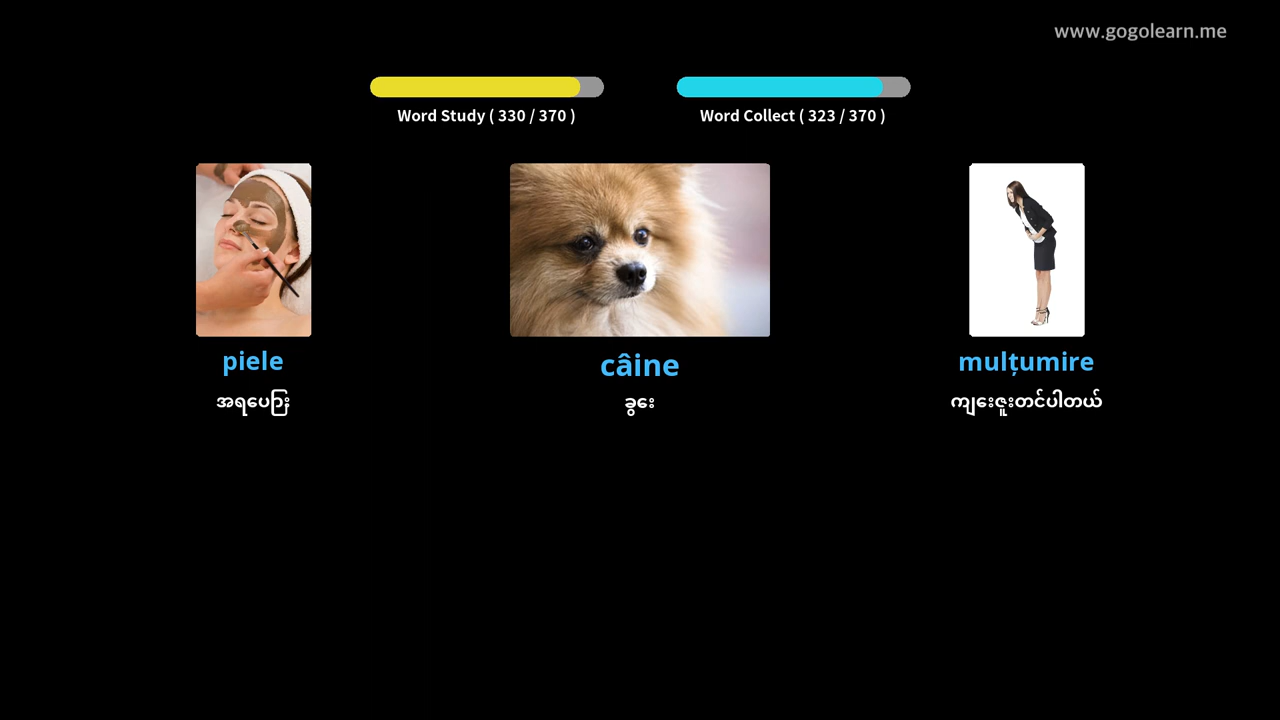 www.gogolearn.me
Word Study ( 330 / 370 )
Word Collect ( 323 / 370 )
piele
câine
mulțumire
အရေပြား
ခွေး
ကျေးဇူးတင်ပါတယ်